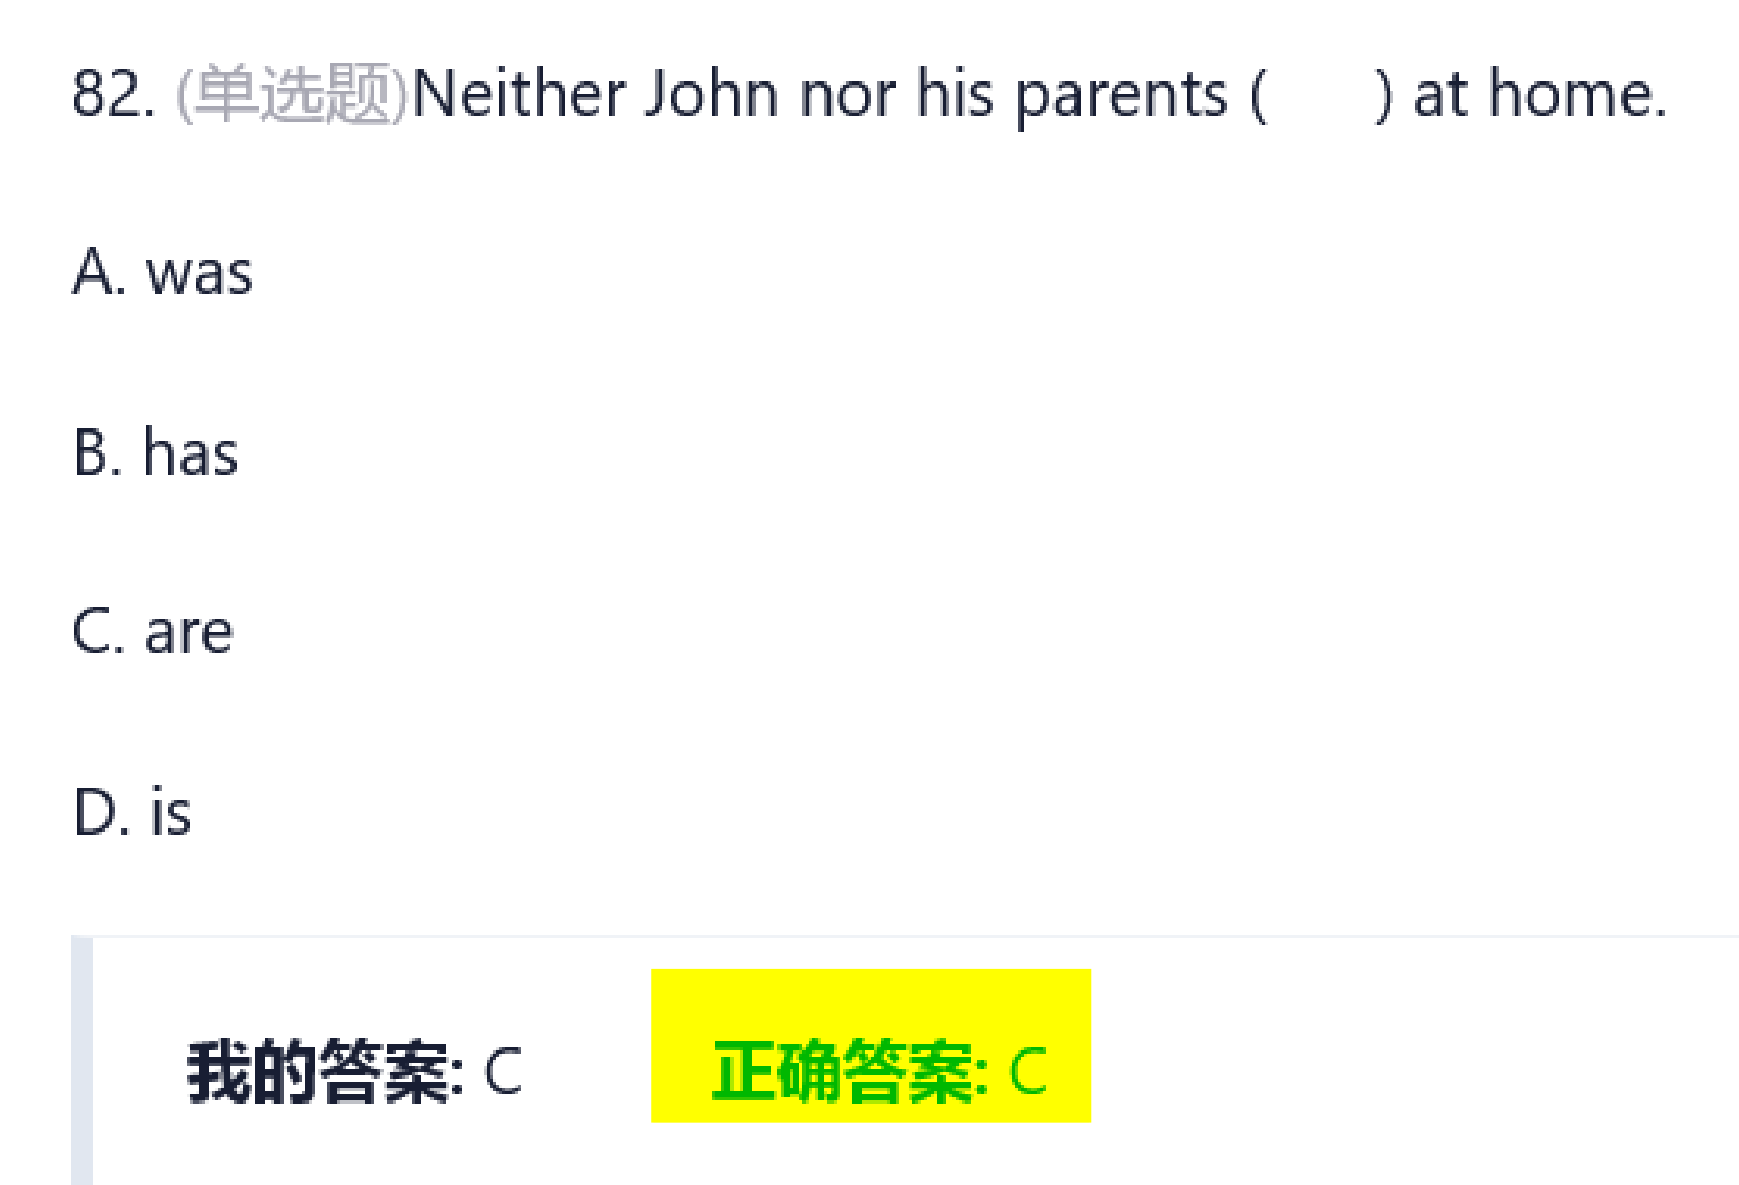 82. (单选题)Neither John nor his parents (      ) at home.
A. was
B. has
C. are
D. is
我的答案: C 正确答案: C